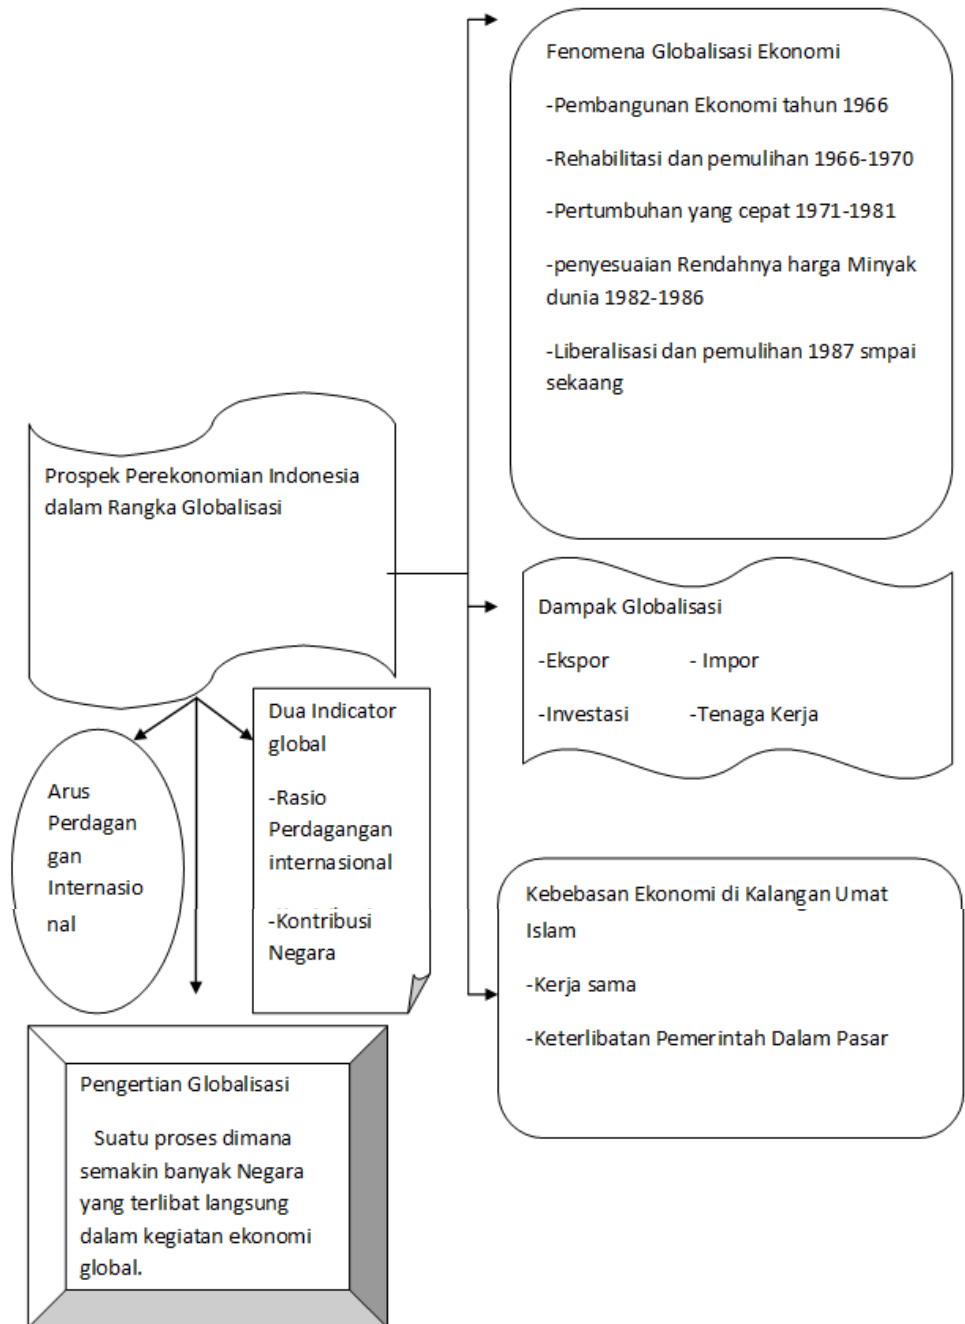 Fenomena Globalisasi Ekonomi
-Pembangunan Ekonomi tahun 1966
-Rehabilitasi dan pemulihan 1966-1970
-Pertumbuhan yang cepat 1971-1981
-penyesuaian Rendahnya harga Minyak
dunia 1982-1986
-Liberalisasi dan pemulihan 1987 smpai
sekaang
Prospek Perekonomian Indonesia
dalam Rangka Globalisasi
Dampak Globalisasi
-Ekspor - Impor
-Investasi -Tenaga Kerja
Arus
Perdagan
gan
Internasio
nal
Dua Indicator
global
-Rasio
Perdagangan
internasional
-Kontribusi
Negara
Kebebasan Ekonomi di Kalangan Umat
Islam
-Kerja sama
-Keterlibatan Pemerintah Dalam Pasar
Pengertian Globalisasi
Suatu proses dimana
semakin banyak Negara
yang terlibat langsung
dalam kegiatan ekonomi
global.